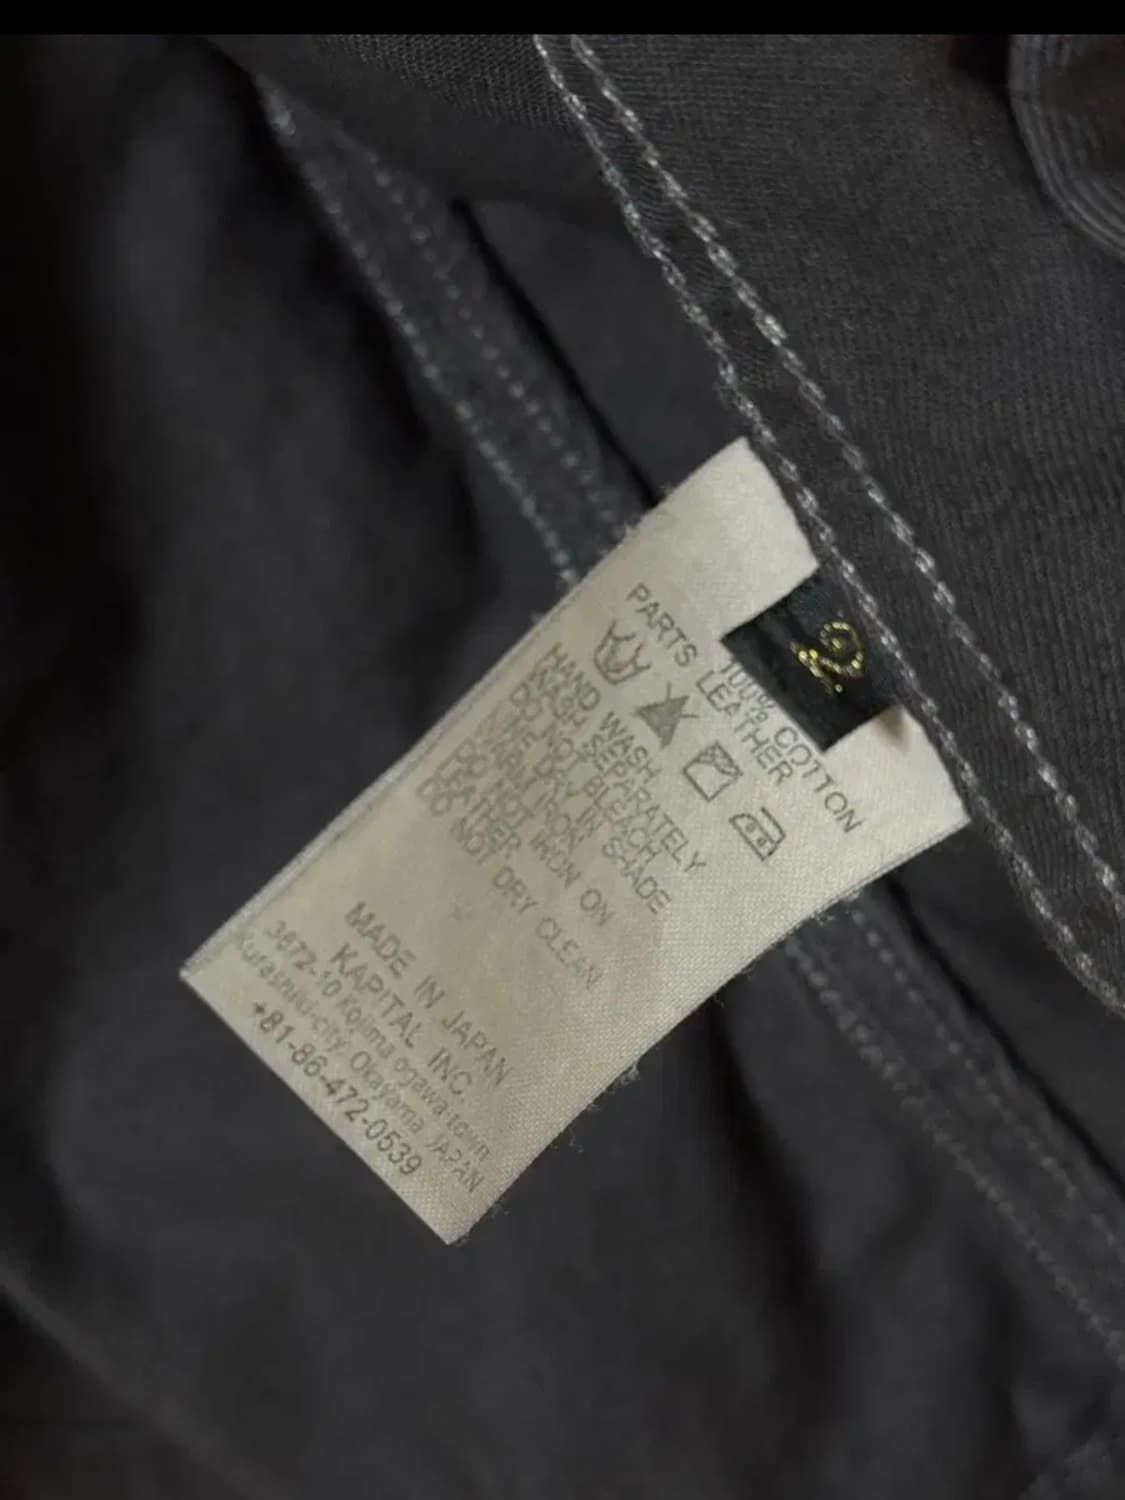 2
100% COTTON
PARTS LEATHER
HAND WASH
WASH SEPARATELY
DO NOT BLEACH
LINE DRY IN SHADE
WARM IRON
DO NOT IRON ON
LEATHER
DO NOT DRY CLEAN
MADE IN JAPAN
KAPITAL INC.
3872-10 Kojima ogawa town
Kurashiki-city. Okayama JAPAN
+81-86-472-0539